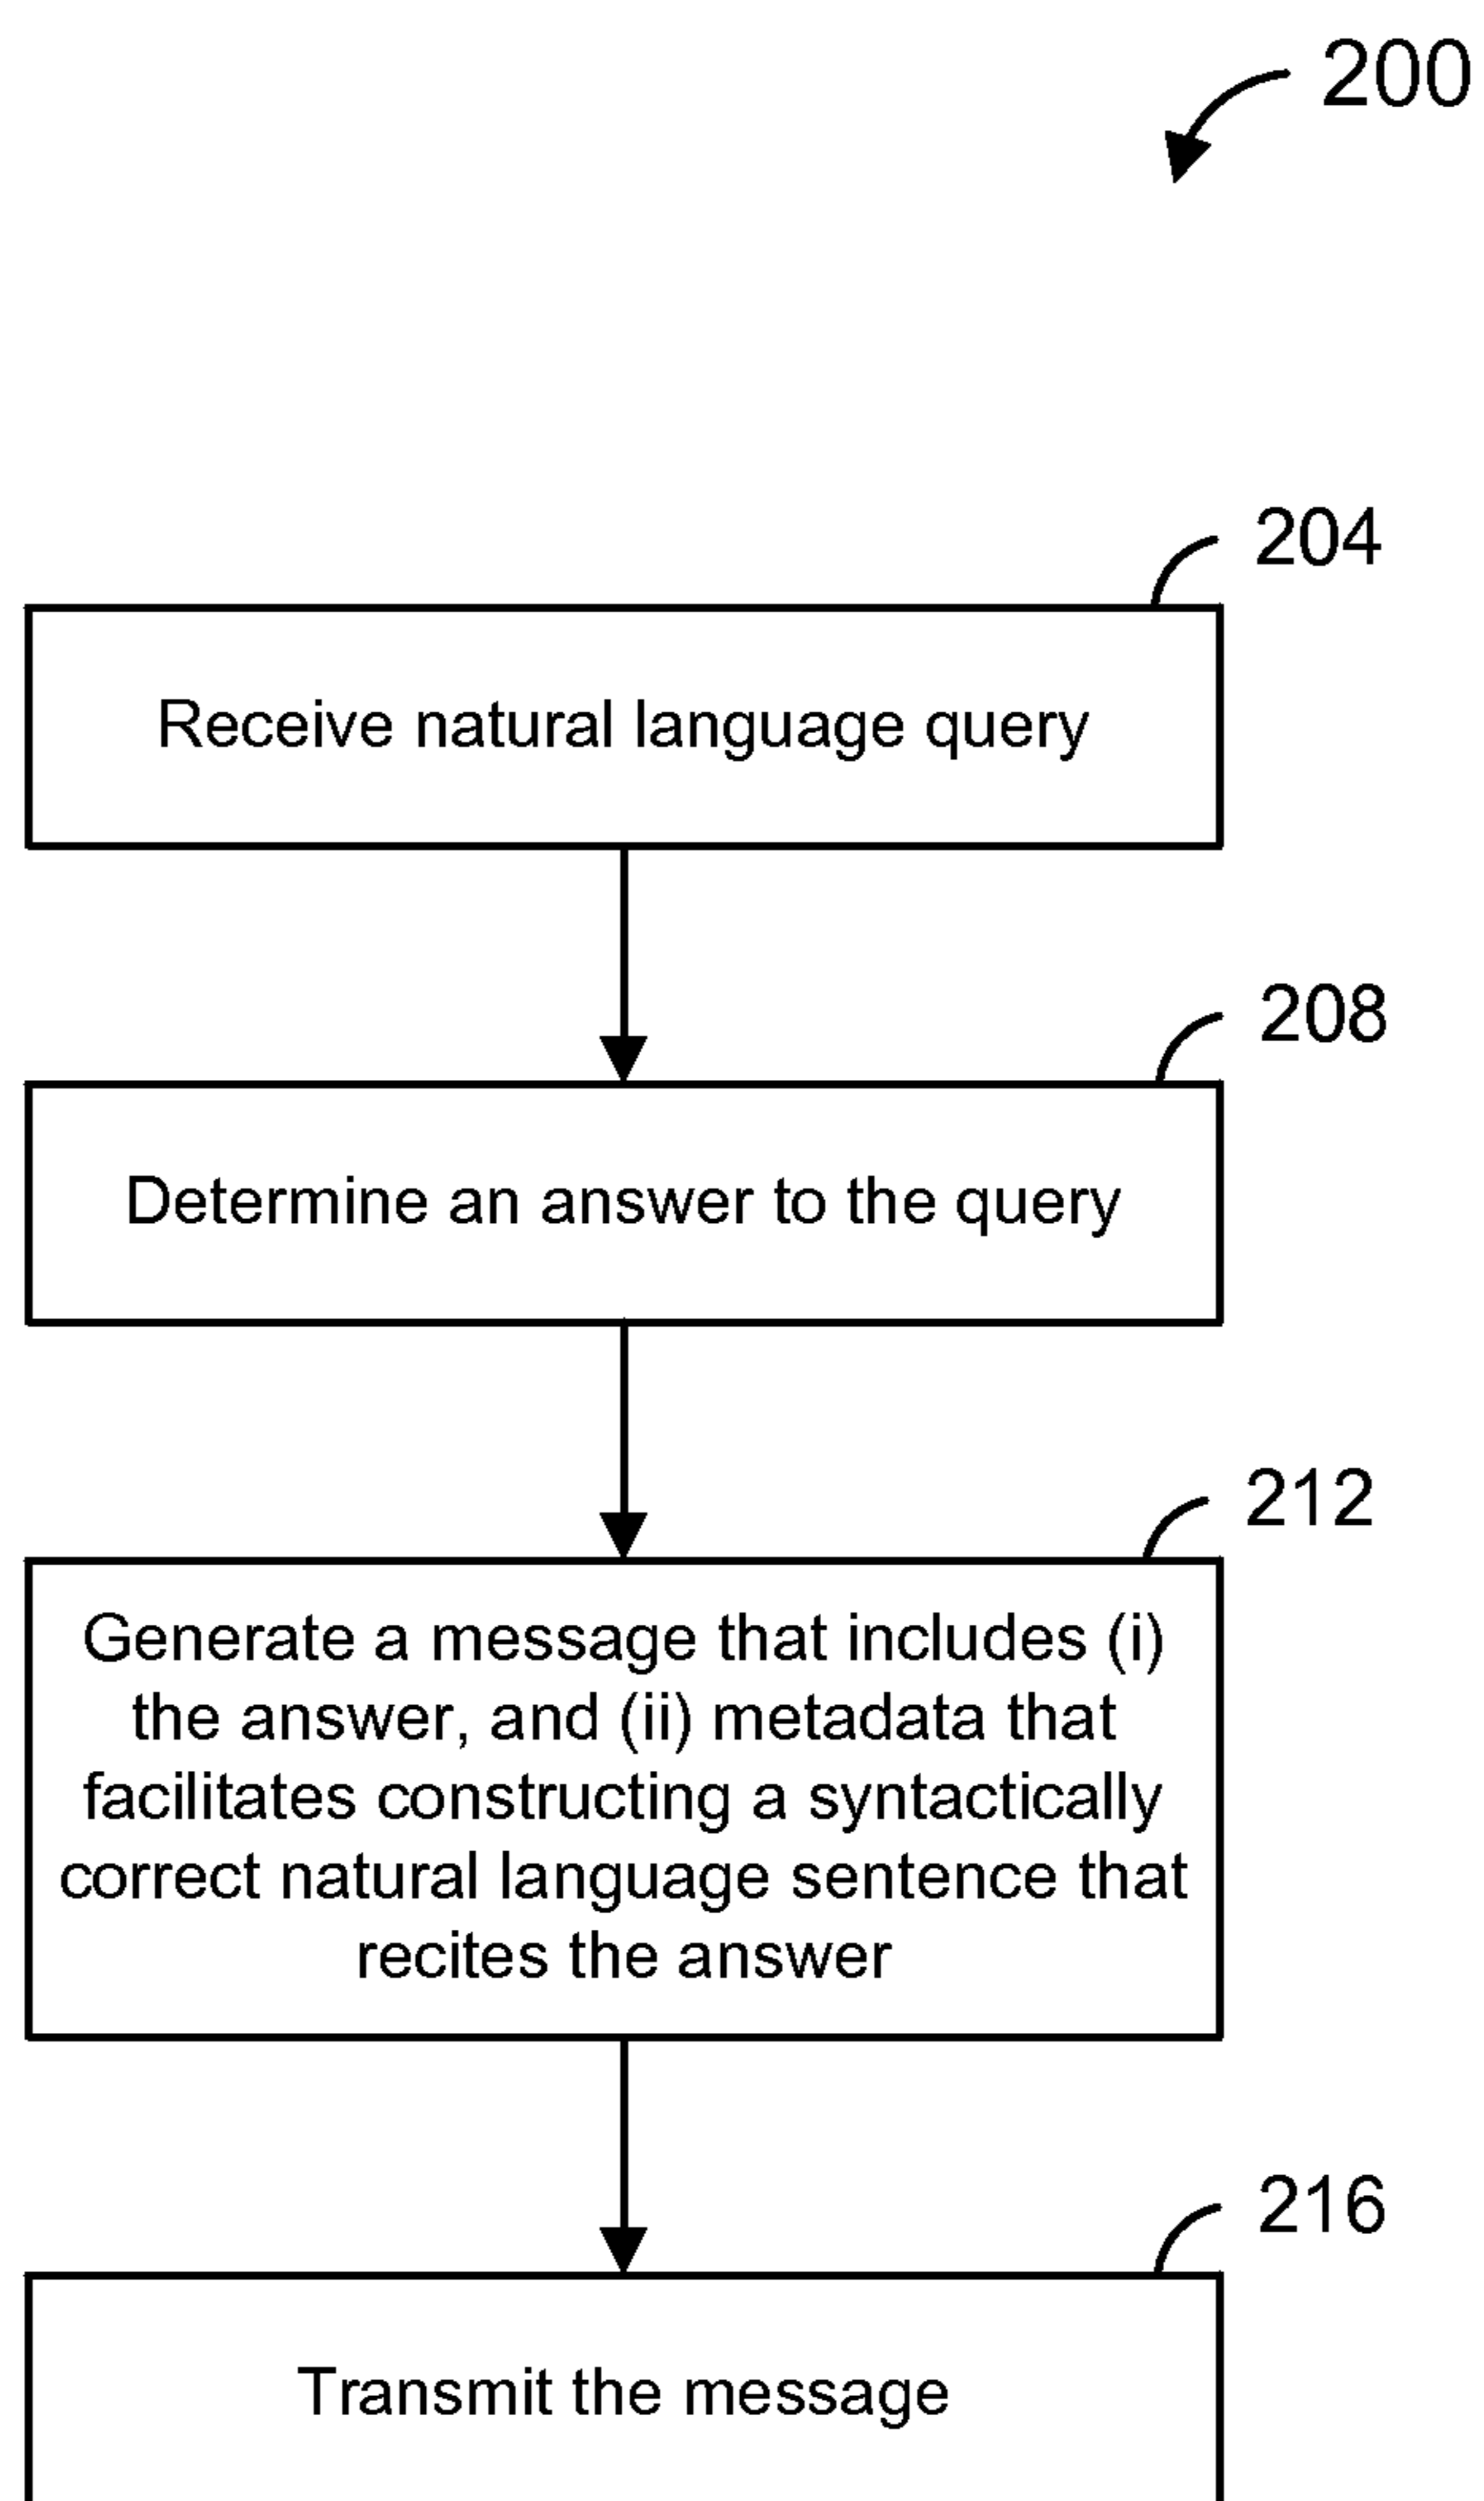 200
204
Receive natural language query
208
Determine an answer to the query
212
Generate a message that includes (i)
the answer, and (ii) metadata that
facilitates constructing a syntactically
correct natural language sentence that
recites the answer
216
Transmit the message